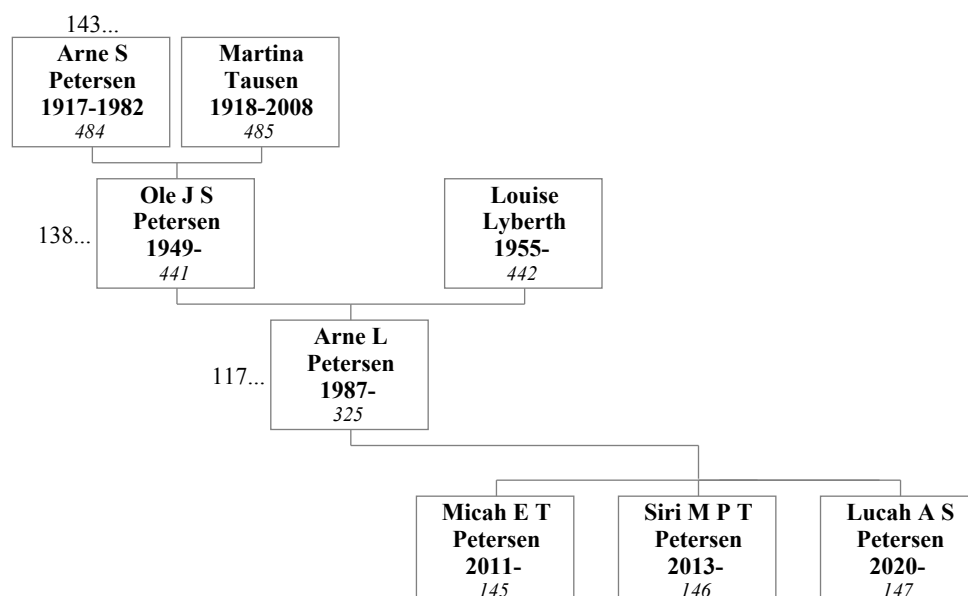 143...
Arne S
Petersen
1917-1982
484
Martina
Tausen
1918-2008
485
138...
Ole J S
Petersen
1949-
441
Louise
Lyberth
1955-
442
117...
Arne L
Petersen
1987-
325
Micah E T
Petersen
2011-
145
Siri M P T
Petersen
2013-
146
Lucah A S
Petersen
2020-
147